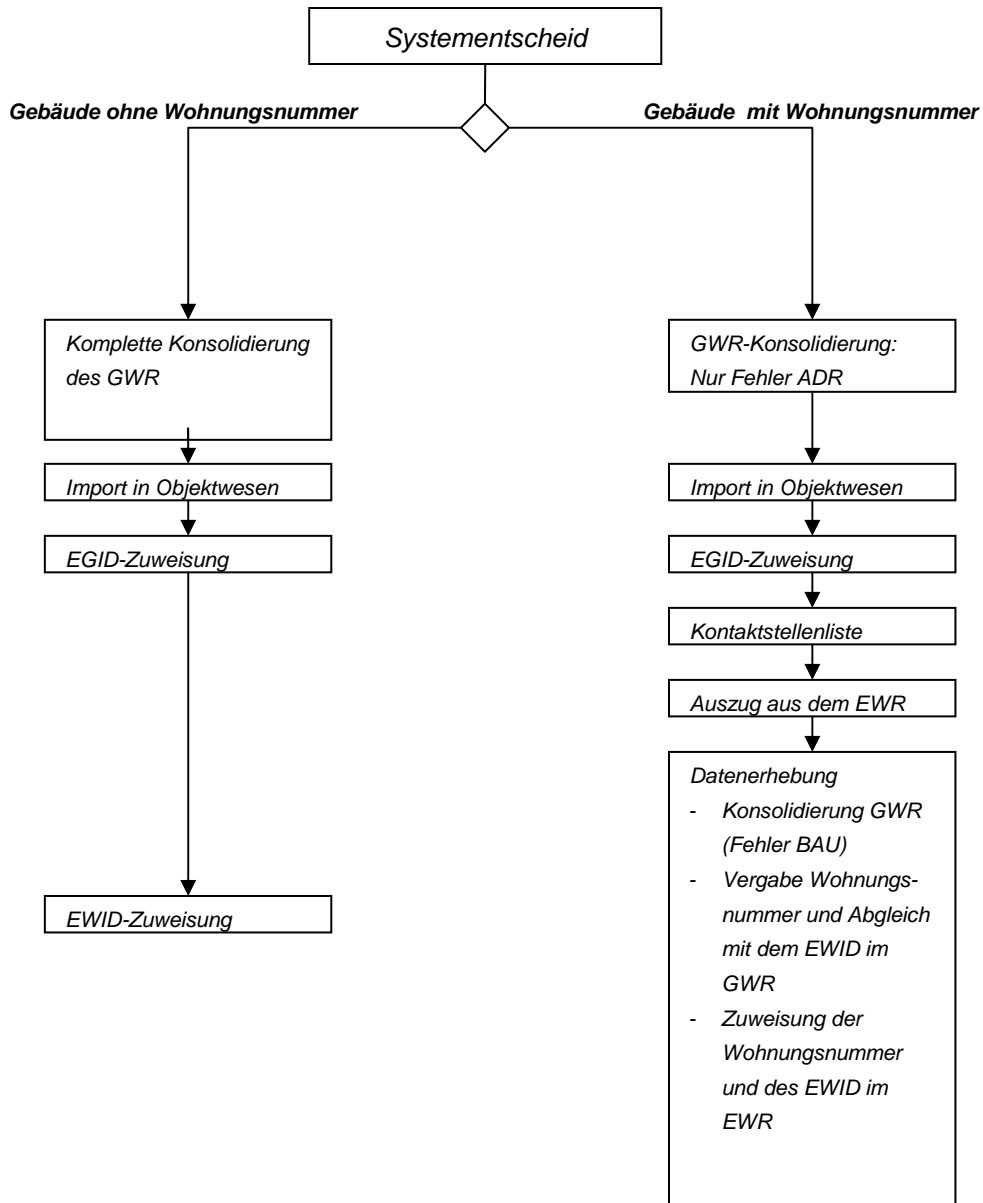 Systementscheid
Gebäude ohne Wohnungsnummer
Gebäude mit Wohnungsnummer
Komplette Konsolidierung
des GWR
Import in Objektwesen
EGID-Zuweisung
EWID-Zuweisung
GWR-Konsolidierung:
Nur Fehler ADR
Import in Objektwesen
EGID-Zuweisung
Kontaktstellenliste
Auszug aus dem EWR
Datenerhebung
- Konsolidierung GWR
(Fehler BAU)
- Vergabe Wohnungs-
nummer und Abgleich
mit dem EWID im
GWR
- Zuweisung der
Wohnungsnummer
und des EWID im
EWR